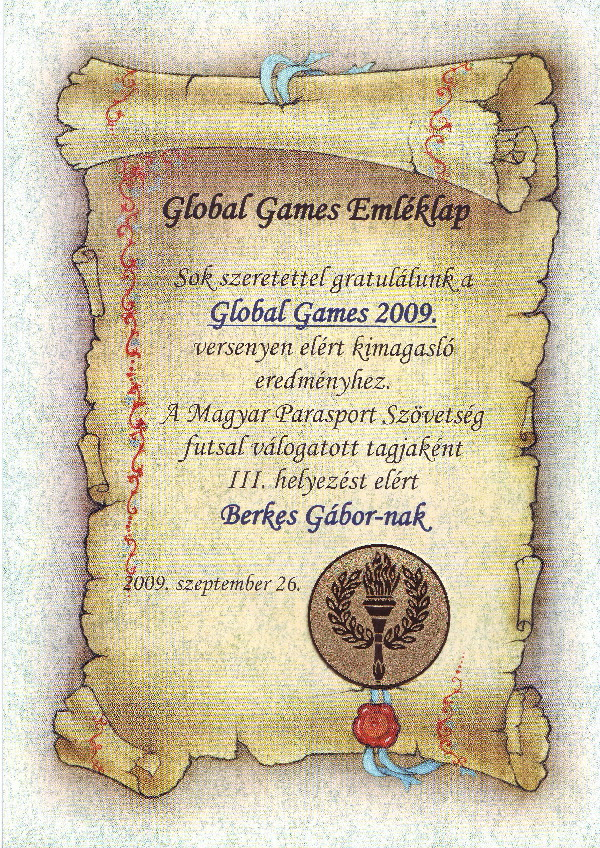 Global Games Emléklap
Sok szeretettel gratulálunk a
Global Games 2009.
versenyen elért kimagasló
eredményhez.
A Magyar Parasport Szövetség
futsal válogatott tagjaként
III. helyezést elért
Berkes Gábor-nak
2009. szeptember 26.